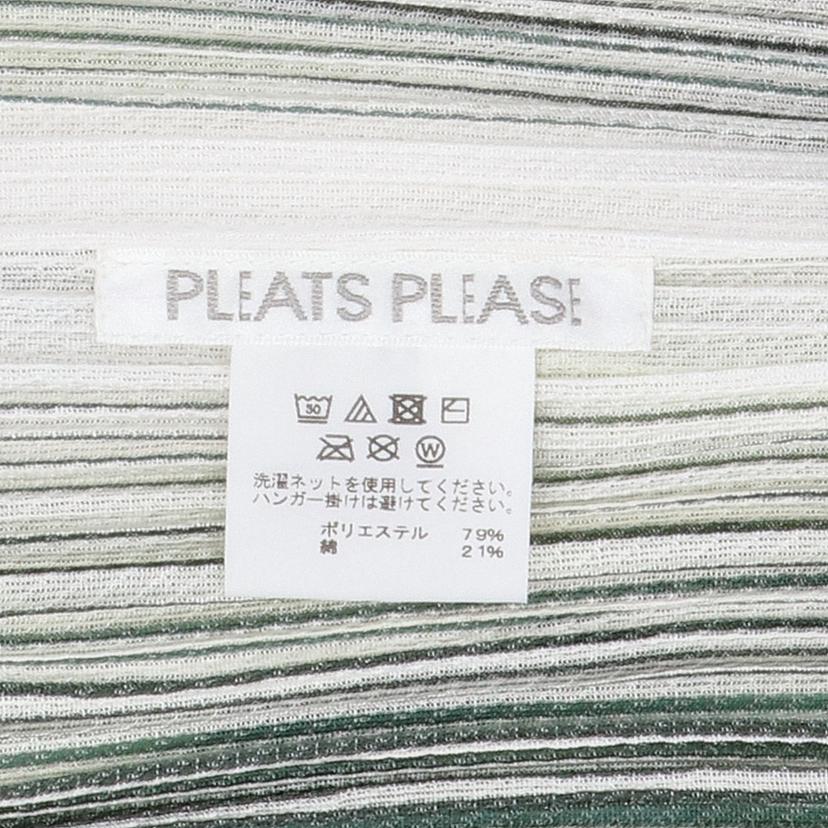 PLEATS PLEASE
30
W
洗濯ネットを使用してください。
ハンガー掛けは避けてください。
ポリエステル 79%
綿 21%